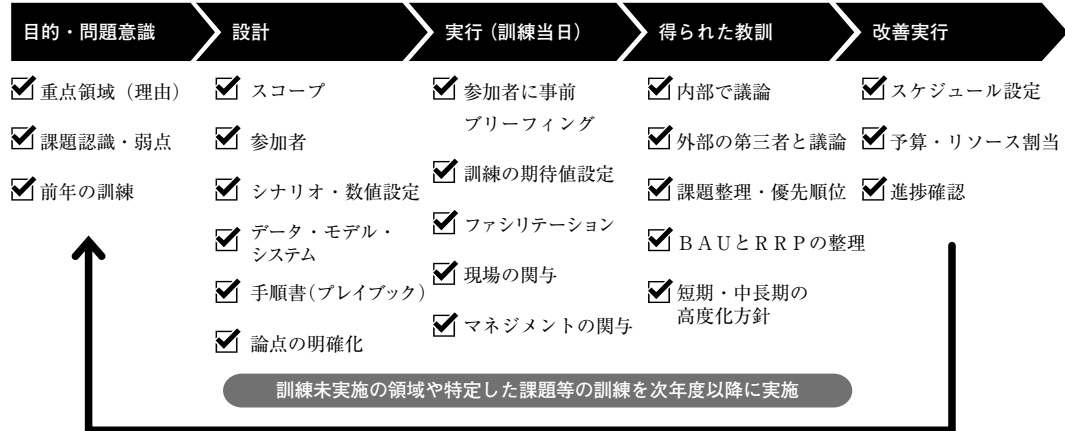 目的・問題意識
重点領域（理由）
課題認識・弱点
前年の訓練
設計
スコープ
参加者
シナリオ・数値設定
データ・モデル・
システム
手順書(プレイブック)
論点の明確化
実行（訓練当日）
参加者に事前
ブリーフィング
訓練の期待値設定
ファシリテーション
現場の関与
マネジメントの関与
得られた教訓
内部で議論
外部の第三者と議論
課題整理・優先順位
ＢＡＵとＲＲＰの整理
短期・中長期の
高度化方針
改善実行
スケジュール設定
予算・リソース割当
進捗確認
訓練未実施の領域や特定した課題等の訓練を次年度以降に実施